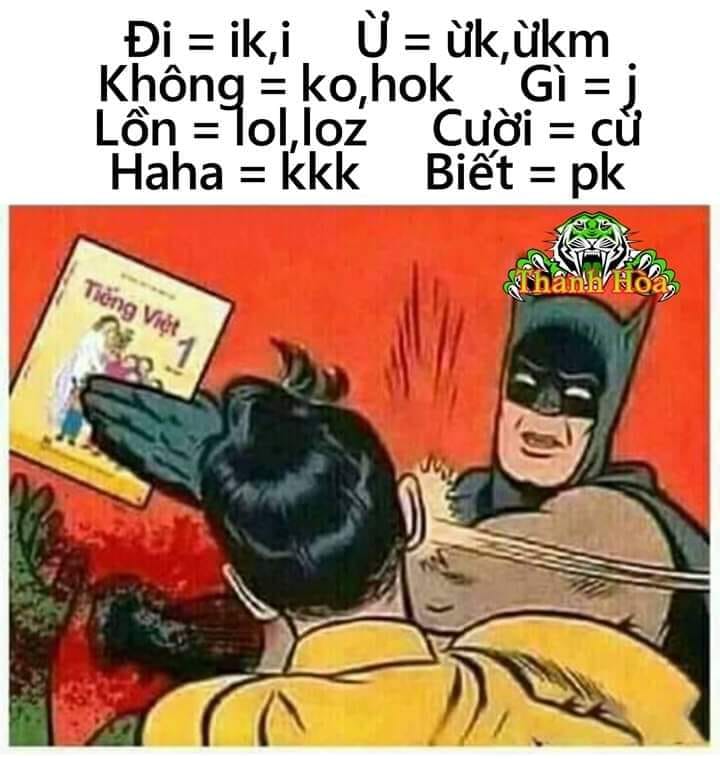 Đi = ik,i Ừ = ừk,ừkm
Không = ko,hok Gì = j
Lồn = lol,loz Cười = cừ
Haha = kkk Biết = pk
Thanh Hóa
Tiếng Việt
1